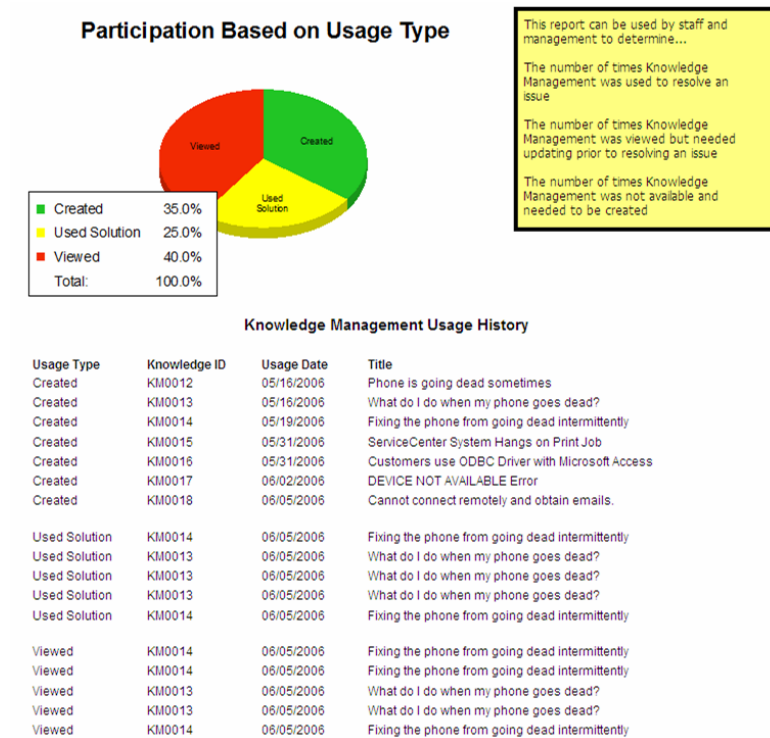 Participation Based on Usage Type
This report can be used by staff and
management to determine...
The number of times Knowledge
Management was used to resolve an
issue
The number of times Knowledge
Management was viewed but needed
updating prior to resolving an issue
The number of times Knowledge
Management was not available and
needed to be created
Viewed
Created
Used
Solution
Created 35.0%
Used Solution 25.0%
Viewed 40.0%
Total: 100.0%
Knowledge Management Usage History
Usage Type Knowledge ID Usage Date Title
Created KM0012 05/16/2006 Phone is going dead sometimes
Created KM0013 05/16/2006 What do I do when my phone goes dead?
Created KM0014 05/19/2006 Fixing the phone from going dead intermittently
Created KM0015 05/31/2006 ServiceCenter System Hangs on Print Job
Created KM0016 05/31/2006 Customers use ODBC Driver with Microsoft Access
Created KM0017 06/02/2006 DEVICE NOT AVAILABLE Error
Created KM0018 06/05/2006 Cannot connect remotely and obtain emails.
Used Solution KM0014 06/05/2006 Fixing the phone from going dead intermittently
Used Solution KM0013 06/05/2006 What do I do when my phone goes dead?
Used Solution KM0013 06/05/2006 What do I do when my phone goes dead?
Used Solution KM0013 06/05/2006 What do I do when my phone goes dead?
Used Solution KM0014 06/05/2006 Fixing the phone from going dead intermittently
Viewed KM0014 06/05/2006 Fixing the phone from going dead intermittently
Viewed KM0014 06/05/2006 Fixing the phone from going dead intermittently
Viewed KM0013 06/05/2006 What do I do when my phone goes dead?
Viewed KM0013 06/05/2006 What do I do when my phone goes dead?
Viewed KM0014 06/05/2006 Fixing the phone from going dead intermittently